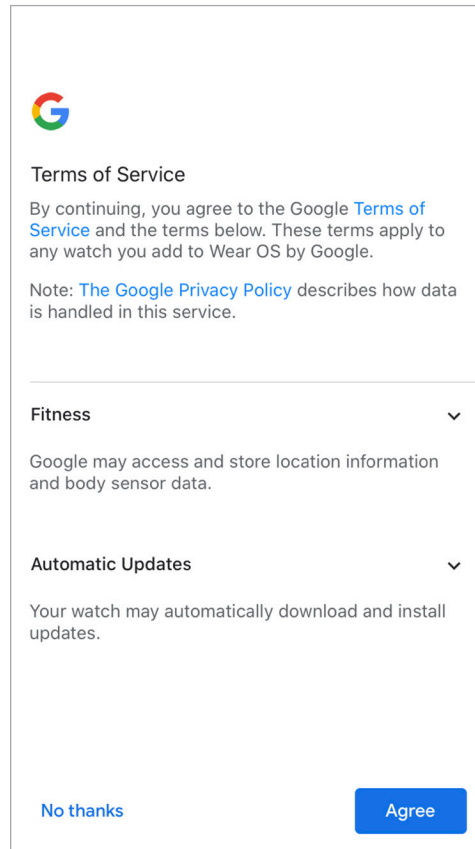 Terms of Service
By continuing, you agree to the Google Terms of
Service and the terms below. These terms apply to
any watch you add to Wear OS by Google.
Note: The Google Privacy Policy describes how data
is handled in this service.
Fitness
Google may access and store location information
and body sensor data.
Automatic Updates
Your watch may automatically download and install
updates.
No thanks
Agree